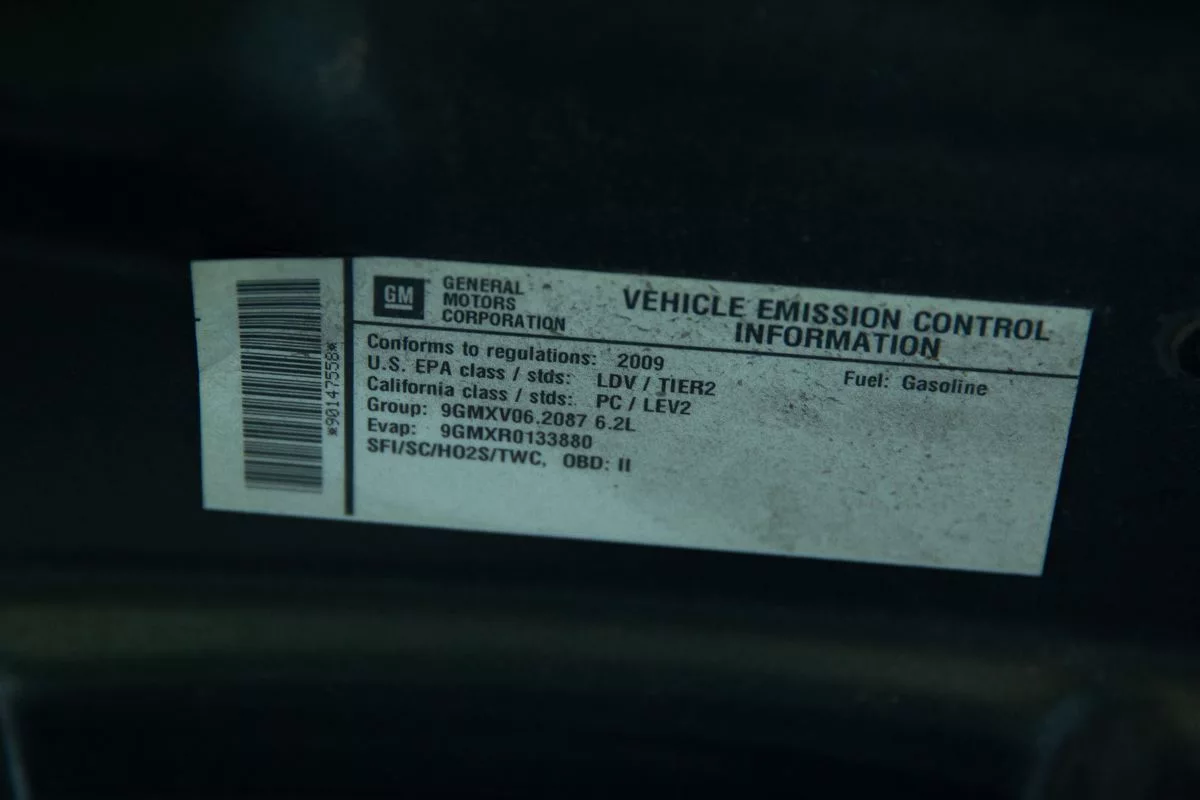 *90147558*
GM
GENERAL
MOTORS
CORPORATION
VEHICLE EMISSION CONTROL
INFORMATION
Conforms to regulations: 2009
Fuel: Gasoline
U.S. EPA class / stds: LDV / TIER2
California class / stds: PC / LEV2
Group: 9GMXV06.2087 6.2L
Evap: 9GMXR0133880
SFI/SC/HO2S/TWC, OBD: II